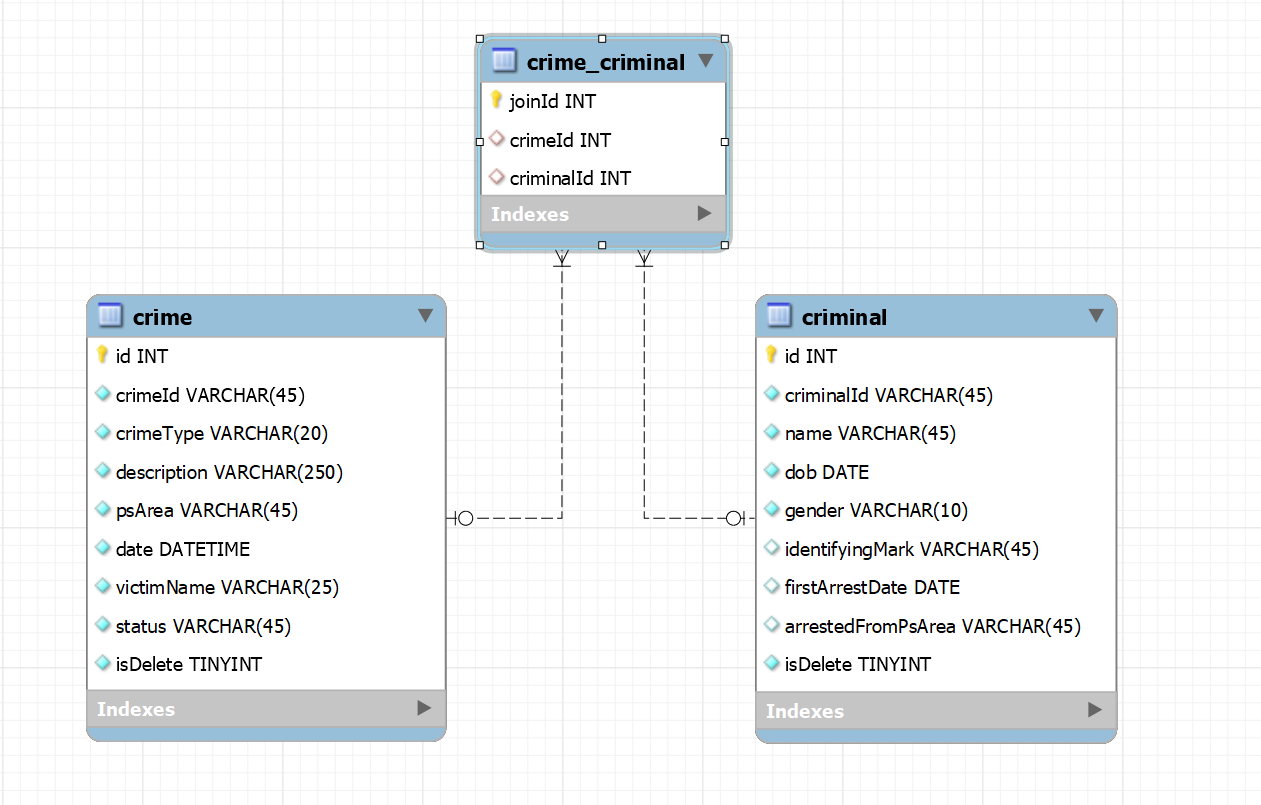 crime_criminal
joinId INT
crimeId INT
criminalId INT
Indexes
crime
id INT
crimeId VARCHAR(45)
crimeType VARCHAR(20)
description VARCHAR(250)
psArea VARCHAR(45)
date DATETIME
victimName VARCHAR(25)
status VARCHAR(45)
isDelete TINYINT
Indexes
criminal
id INT
criminalId VARCHAR(45)
name VARCHAR(45)
dob DATE
gender VARCHAR(10)
identifyingMark VARCHAR(45)
firstArrestDate DATE
arrestedFromPsArea VARCHAR(45)
isDelete TINYINT
Indexes